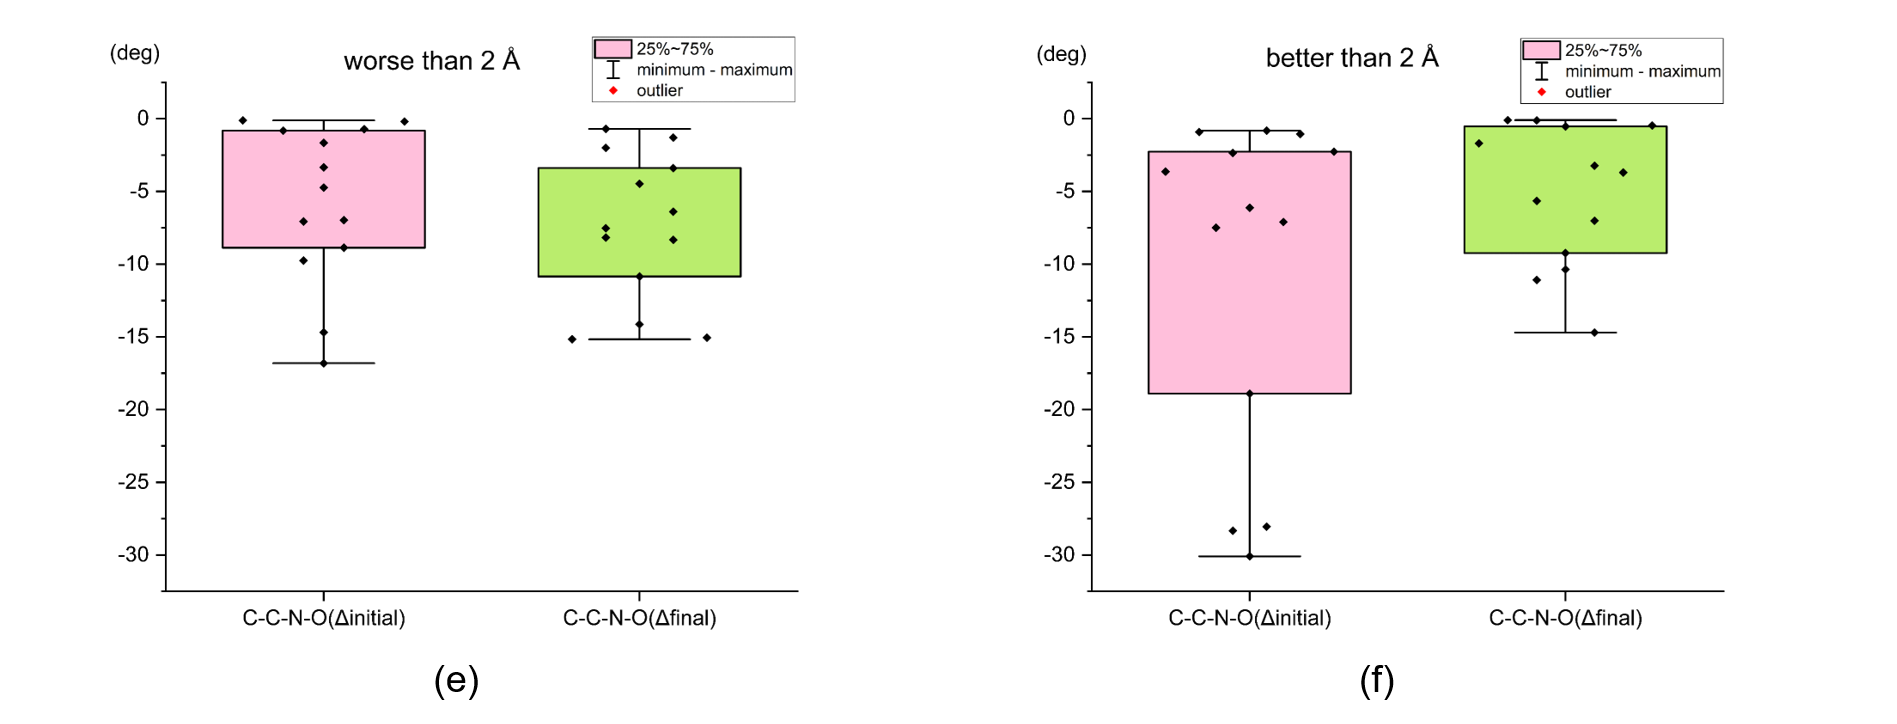 (deg)
worse than 2 Å
25%~75%
minimum - maximum
outlier
0
-5
-10
-15
-20
-25
-30
C-C-N-O(Δinitial)
C-C-N-O(Δfinal)
(e)
(deg)
better than 2 Å
25%~75%
minimum - maximum
outlier
0
-5
-10
-15
-20
-25
-30
C-C-N-O(Δinitial)
C-C-N-O(Δfinal)
(f)